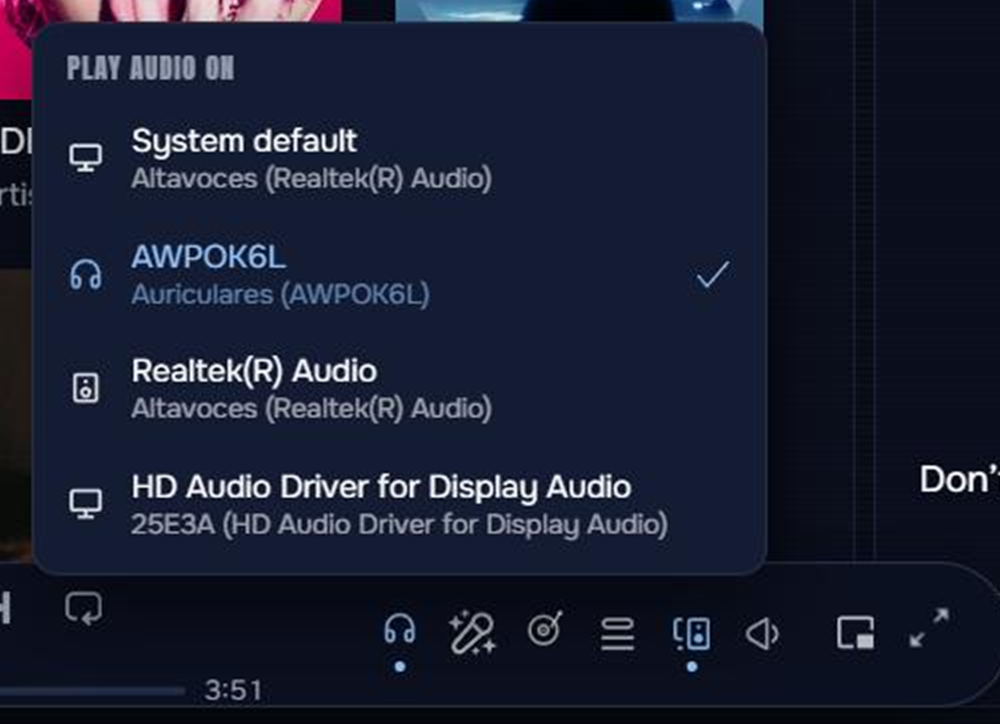 PLAY AUDIO ON
System default
Altavoces (Realtek(R) Audio)
AWPOK6L
Auriculares (AWPOK6L)
Realtek(R) Audio
Altavoces (Realtek(R) Audio)
HD Audio Driver for Display Audio
25E3A (HD Audio Driver for Display Audio)
Don't
3:51